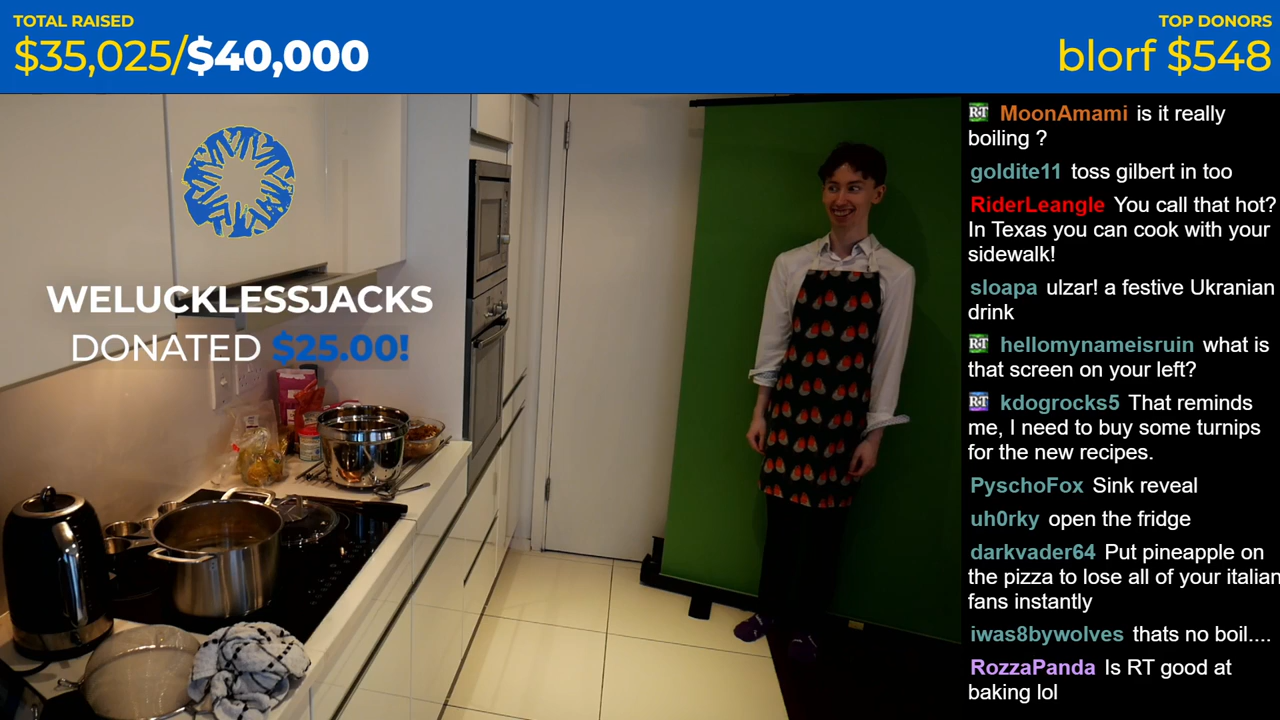 TOTAL RAISED
$35,025/$40,000
TOP DONORS
blorf $548
WELUCKLESSJACKS
DONATED $25.00!
RT MoonAmami is it really
boiling ?
goldite11 toss gilbert in too
RiderLeangle You call that hot?
In Texas you can cook with your
sidewalk!
sloapa ulzar! a festive Ukranian
drink
RT hellomynameisruin what is
that screen on your left?
RT kdogrocks5 That reminds
me, I need to buy some turnips
for the new recipes.
PyschoFox Sink reveal
uh0rky open the fridge
darkvader64 Put pineapple on
the pizza to lose all of your italian
fans instantly
iwas8bywolves thats no boil....
RozzaPanda Is RT good at
baking lol